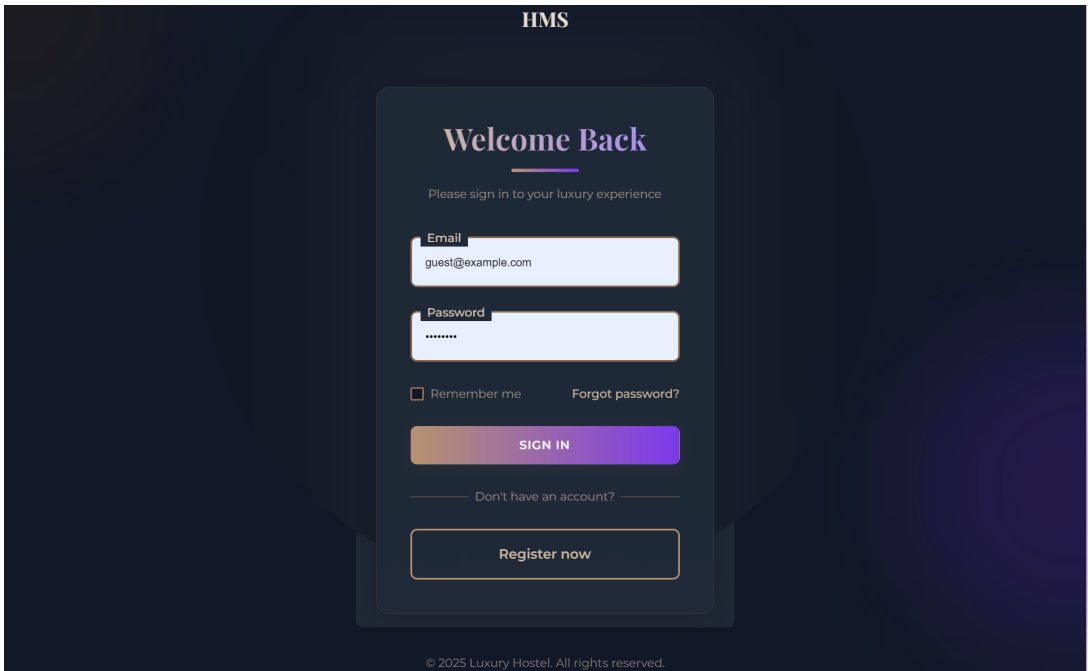 HMS
Welcome Back
Please sign in to your luxury experience
Email
guest@example.com
Password
••••••••
Remember me Forgot password?
SIGN IN
Don't have an account?
Register now
© 2025 Luxury Hostel. All rights reserved.